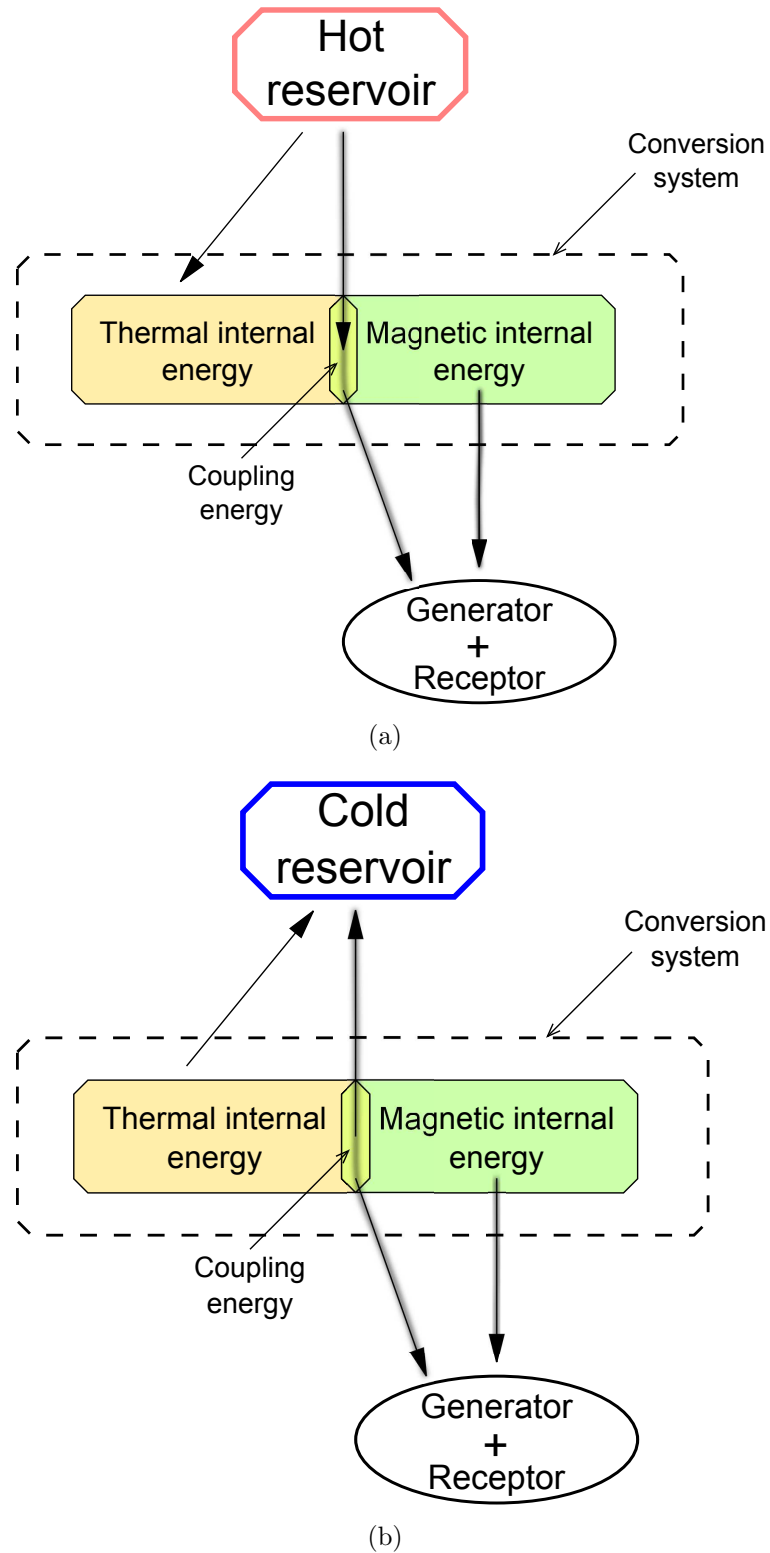 Hot
reservoir
Conversion
system
Thermal internal
energy
Magnetic internal
energy
Coupling
energy
Generator
+
Receptor
(a)
Cold
reservoir
Conversion
system
Thermal internal
energy
Magnetic internal
energy
Coupling
energy
Generator
+
Receptor
(b)